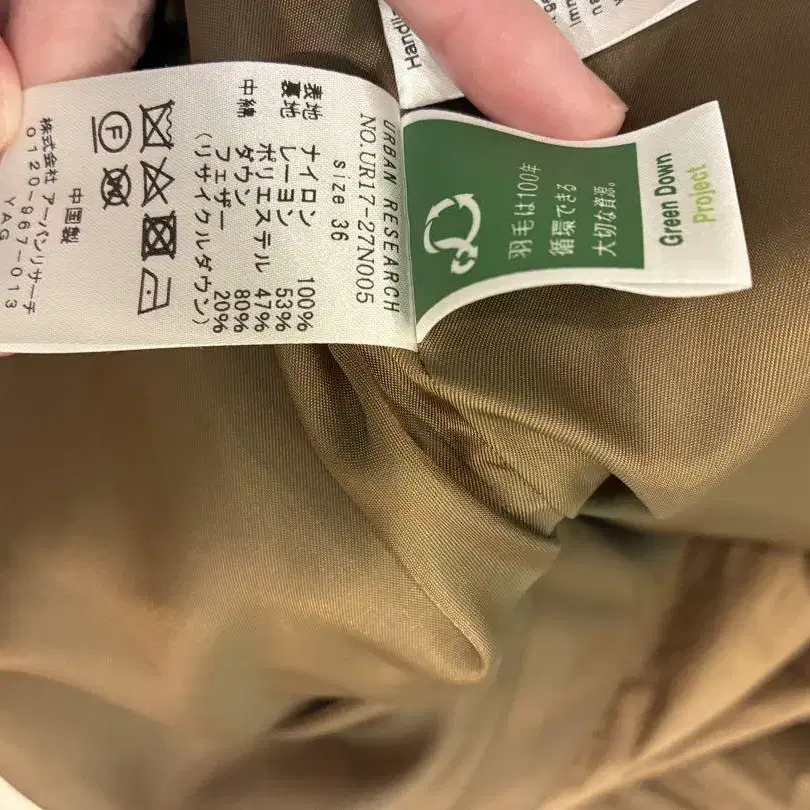 URBAN RESEARCH
NO.UR17-27N005
size 36
表地 ナイロン 100%
裏地 レーヨン 53%
ポリエステル 47%
中綿 ダウン 80%
フェザー 20%
(リサイクルダウン)
F
中国製
株式会社 アーバンリサーチ
0120-967-013
YAG
羽毛は100年
循環できる
大切な資源。
Green Down
Project